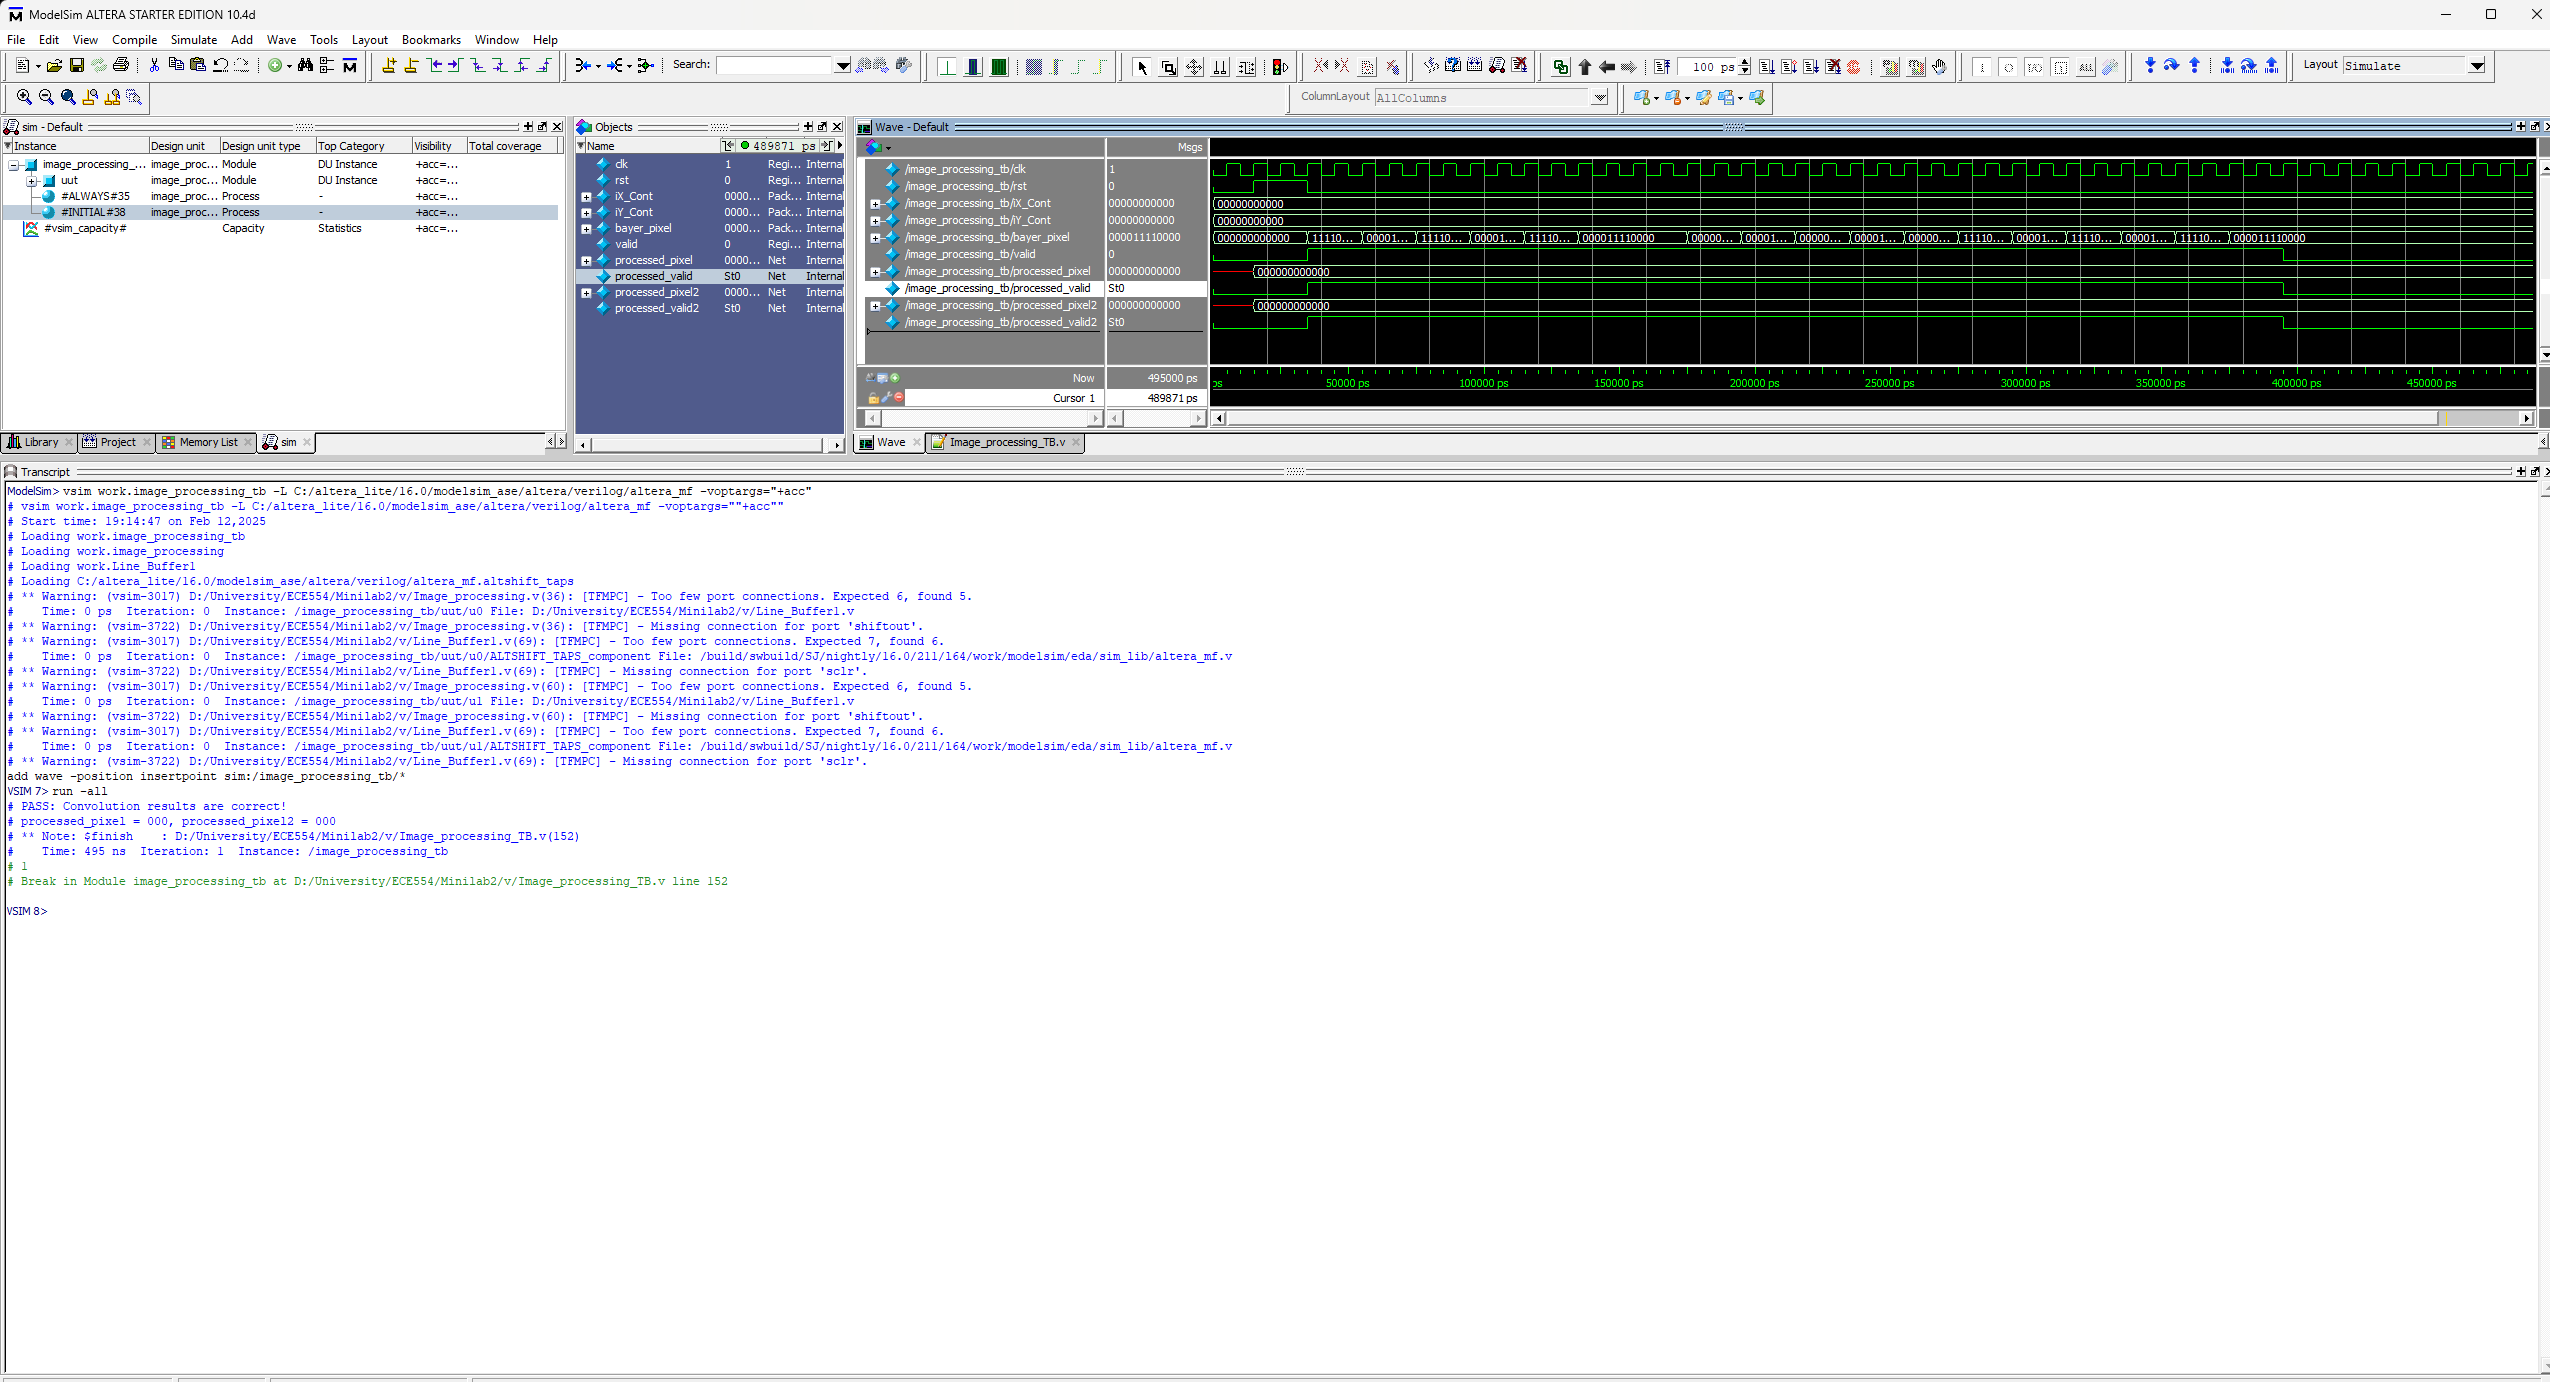 ModelSim ALTERA STARTER EDITION 10.4d
File Edit View Compile Simulate Add Wave Tools Layout Bookmarks Window Help
Search:
100 ps
Layout Simulate
ColumnLayout AllColumns
sim - Default
Instance Design unit Design unit type Top Category Visibility Total coverage
image_processing_... image_proc... Module DU Instance +acc=...
uut image_proc... Module DU Instance +acc=...
#ALWAYS#35 image_proc... Process - +acc=...
#INITIAL#38 image_proc... Process - +acc=...
#vsim_capacity# Capacity Statistics +acc=...
Library Project Memory List sim
Objects
Name 489871 ps
clk 1 Regi... Internal
rst 0 Regi... Internal
iX_Cont 0000... Pack... Internal
iY_Cont 0000... Pack... Internal
bayer_pixel 0000... Pack... Internal
valid 0 Regi... Internal
processed_pixel 0000... Net Internal
processed_valid St0 Net Internal
processed_pixel2 0000... Net Internal
processed_valid2 St0 Net Internal
Wave - Default
Msgs
/image_processing_tb/clk 1
/image_processing_tb/rst 0
/image_processing_tb/iX_Cont 00000000000 00000000000
/image_processing_tb/iY_Cont 00000000000 00000000000
/image_processing_tb/bayer_pixel 000011110000 000000000000 11110... 00001... 11110... 00001... 11110... 000011110000 00000... 00001... 00000... 00001... 00000... 11110... 00001... 11110... 00001... 11110... 000011110000
/image_processing_tb/valid 0
/image_processing_tb/processed_pixel 000000000000 000000000000
/image_processing_tb/processed_valid St0
/image_processing_tb/processed_pixel2 000000000000 000000000000
/image_processing_tb/processed_valid2 St0
Now 495000 ps ps 50000 ps 100000 ps 150000 ps 200000 ps 250000 ps 300000 ps 350000 ps 400000 ps 450000 ps
Cursor 1 489871 ps
Wave Image_processing_TB.v
Transcript
ModelSim> vsim work.image_processing_tb -L C:/altera_lite/16.0/modelsim_ase/altera/verilog/altera_mf -voptargs="+acc"
# vsim work.image_processing_tb -L C:/altera_lite/16.0/modelsim_ase/altera/verilog/altera_mf -voptargs=""+acc""
# Start time: 19:14:47 on Feb 12,2025
# Loading work.image_processing_tb
# Loading work.image_processing
# Loading work.Line_Buffer1
# Loading C:/altera_lite/16.0/modelsim_ase/altera/verilog/altera_mf.altshift_taps
# ** Warning: (vsim-3017) D:/University/ECE554/Minilab2/v/Image_processing.v(36): [TFMPC] - Too few port connections. Expected 6, found 5.
# Time: 0 ps Iteration: 0 Instance: /image_processing_tb/uut/u0 File: D:/University/ECE554/Minilab2/v/Line_Buffer1.v
# ** Warning: (vsim-3722) D:/University/ECE554/Minilab2/v/Image_processing.v(36): [TFMPC] - Missing connection for port 'shiftout'.
# ** Warning: (vsim-3017) D:/University/ECE554/Minilab2/v/Line_Buffer1.v(69): [TFMPC] - Too few port connections. Expected 7, found 6.
# Time: 0 ps Iteration: 0 Instance: /image_processing_tb/uut/u0/ALTSHIFT_TAPS_component File: /build/swbuild/SJ/nightly/16.0/211/l64/work/modelsim/eda/sim_lib/altera_mf.v
# ** Warning: (vsim-3722) D:/University/ECE554/Minilab2/v/Line_Buffer1.v(69): [TFMPC] - Missing connection for port 'sclr'.
# ** Warning: (vsim-3017) D:/University/ECE554/Minilab2/v/Image_processing.v(60): [TFMPC] - Too few port connections. Expected 6, found 5.
# Time: 0 ps Iteration: 0 Instance: /image_processing_tb/uut/u1 File: D:/University/ECE554/Minilab2/v/Line_Buffer1.v
# ** Warning: (vsim-3722) D:/University/ECE554/Minilab2/v/Image_processing.v(60): [TFMPC] - Missing connection for port 'shiftout'.
# ** Warning: (vsim-3017) D:/University/ECE554/Minilab2/v/Line_Buffer1.v(69): [TFMPC] - Too few port connections. Expected 7, found 6.
# Time: 0 ps Iteration: 0 Instance: /image_processing_tb/uut/u1/ALTSHIFT_TAPS_component File: /build/swbuild/SJ/nightly/16.0/211/l64/work/modelsim/eda/sim_lib/altera_mf.v
# ** Warning: (vsim-3722) D:/University/ECE554/Minilab2/v/Line_Buffer1.v(69): [TFMPC] - Missing connection for port 'sclr'.
add wave -position insertpoint sim:/image_processing_tb/*
VSIM 7> run -all
# PASS: Convolution results are correct!
# processed_pixel = 000, processed_pixel2 = 000
# ** Note: $finish : D:/University/ECE554/Minilab2/v/Image_processing_TB.v(152)
# Time: 495 ns Iteration: 1 Instance: /image_processing_tb
# 1
# Break in Module image_processing_tb at D:/University/ECE554/Minilab2/v/Image_processing_TB.v line 152
VSIM 8>